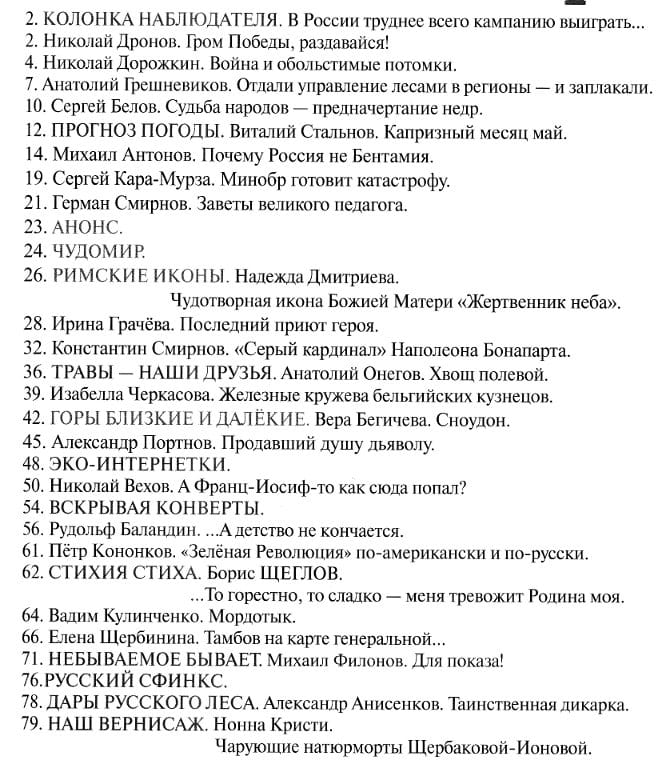 2. КОЛОНКА НАБЛЮДАТЕЛЯ. В России труднее всего кампанию выиграть...
2. Николай Дронов. Гром Победы, раздавайся!
4. Николай Дорожкин. Война и обольстимые потомки.
7. Анатолий Грешневиков. Отдали управление лесами в регионы — и заплакали.
10. Сергей Белов. Судьба народов — предначертание недр.
12. ПРОГНОЗ ПОГОДЫ. Виталий Стальнов. Капризный месяц май.
14. Михаил Антонов. Почему Россия не Бентамия.
19. Сергей Кара-Мурза. Минобр готовит катастрофу.
21. Герман Смирнов. Заветы великого педагога.
23. АНОНС.
24. ЧУДОМИР.
26. РИМСКИЕ ИКОНЫ. Надежда Дмитриева.
Чудотворная икона Божией Матери «Жертвенник неба».
28. Ирина Грачёва. Последний приют героя.
32. Константин Смирнов. «Серый кардинал» Наполеона Бонапарта.
36. ТРАВЫ — НАШИ ДРУЗЬЯ. Анатолий Онегов. Хвощ полевой.
39. Изабелла Черкасова. Железные кружева бельгийских кузнецов.
42. ГОРЫ БЛИЗКИЕ И ДАЛЁКИЕ. Вера Бегичева. Сноудон.
45. Александр Портнов. Продавший душу дьяволу.
48. ЭКО-ИНТЕРНЕТКИ.
50. Николай Вехов. А Франц-Иосиф-то как сюда попал?
54. ВСКРЫВАЯ КОНВЕРТЫ.
56. Рудольф Баландин. ...А детство не кончается.
61. Пётр Кононков. «Зелёная Революция» по-американски и по-русски.
62. СТИХИЯ СТИХА. Борис ЩЕГЛОВ.
...То горестно, то сладко — меня тревожит Родина моя.
64. Вадим Кулинченко. Мордотык.
66. Елена Щербинина. Тамбов на карте генеральной...
71. НЕБЫВАЕМОЕ БЫВАЕТ. Михаил Филонов. Для показа!
76.РУССКИЙ СФИНКС.
78. ДАРЫ РУССКОГО ЛЕСА. Александр Анисенков. Таинственная дикарка.
79. НАШ ВЕРНИСАЖ. Нонна Кристи.
Чарующие натюрморты Щербаковой-Ионовой.